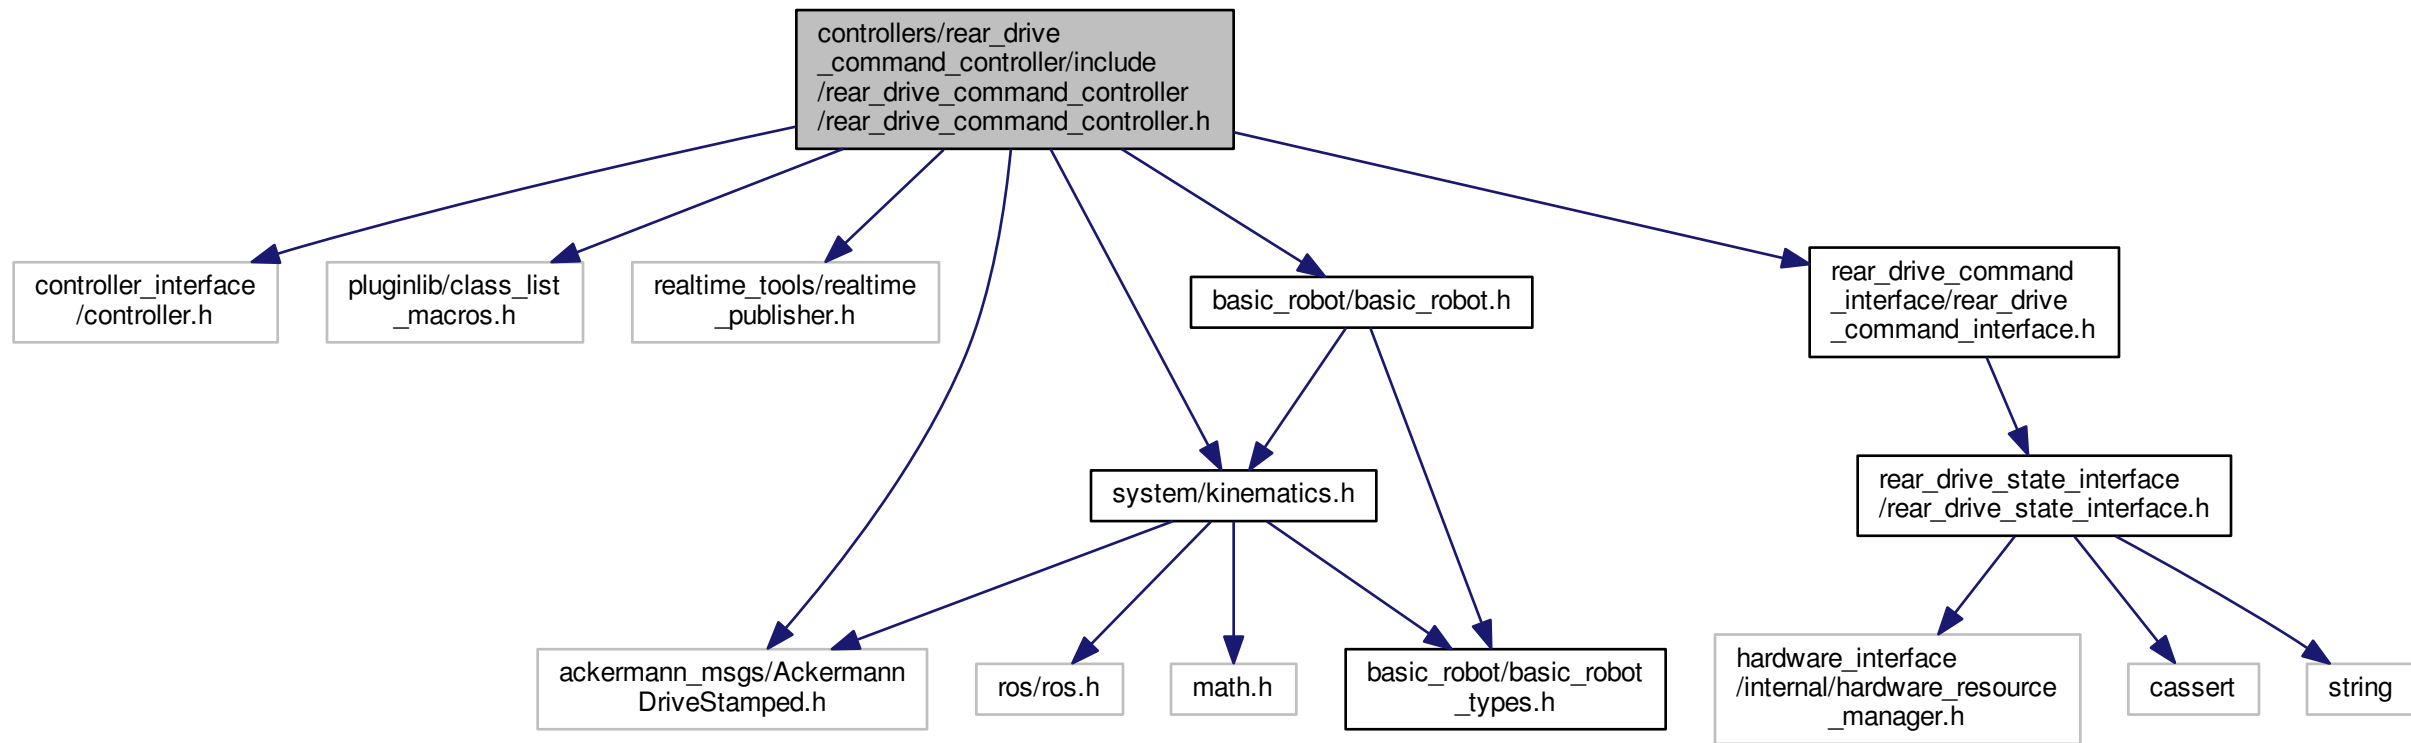 controllers/rear_drive
_command_controller/include
/rear_drive_command_controller
/rear_drive_command_controller.h
controller_interface
/controller.h
pluginlib/class_list
_macros.h
realtime_tools/realtime
_publisher.h
basic_robot/basic_robot.h
rear_drive_command
_interface/rear_drive
_command_interface.h
system/kinematics.h
rear_drive_state_interface
/rear_drive_state_interface.h
ackermann_msgs/Ackermann
DriveStamped.h
ros/ros.h
math.h
basic_robot/basic_robot
_types.h
hardware_interface
/internal/hardware_resource
_manager.h
cassert
string